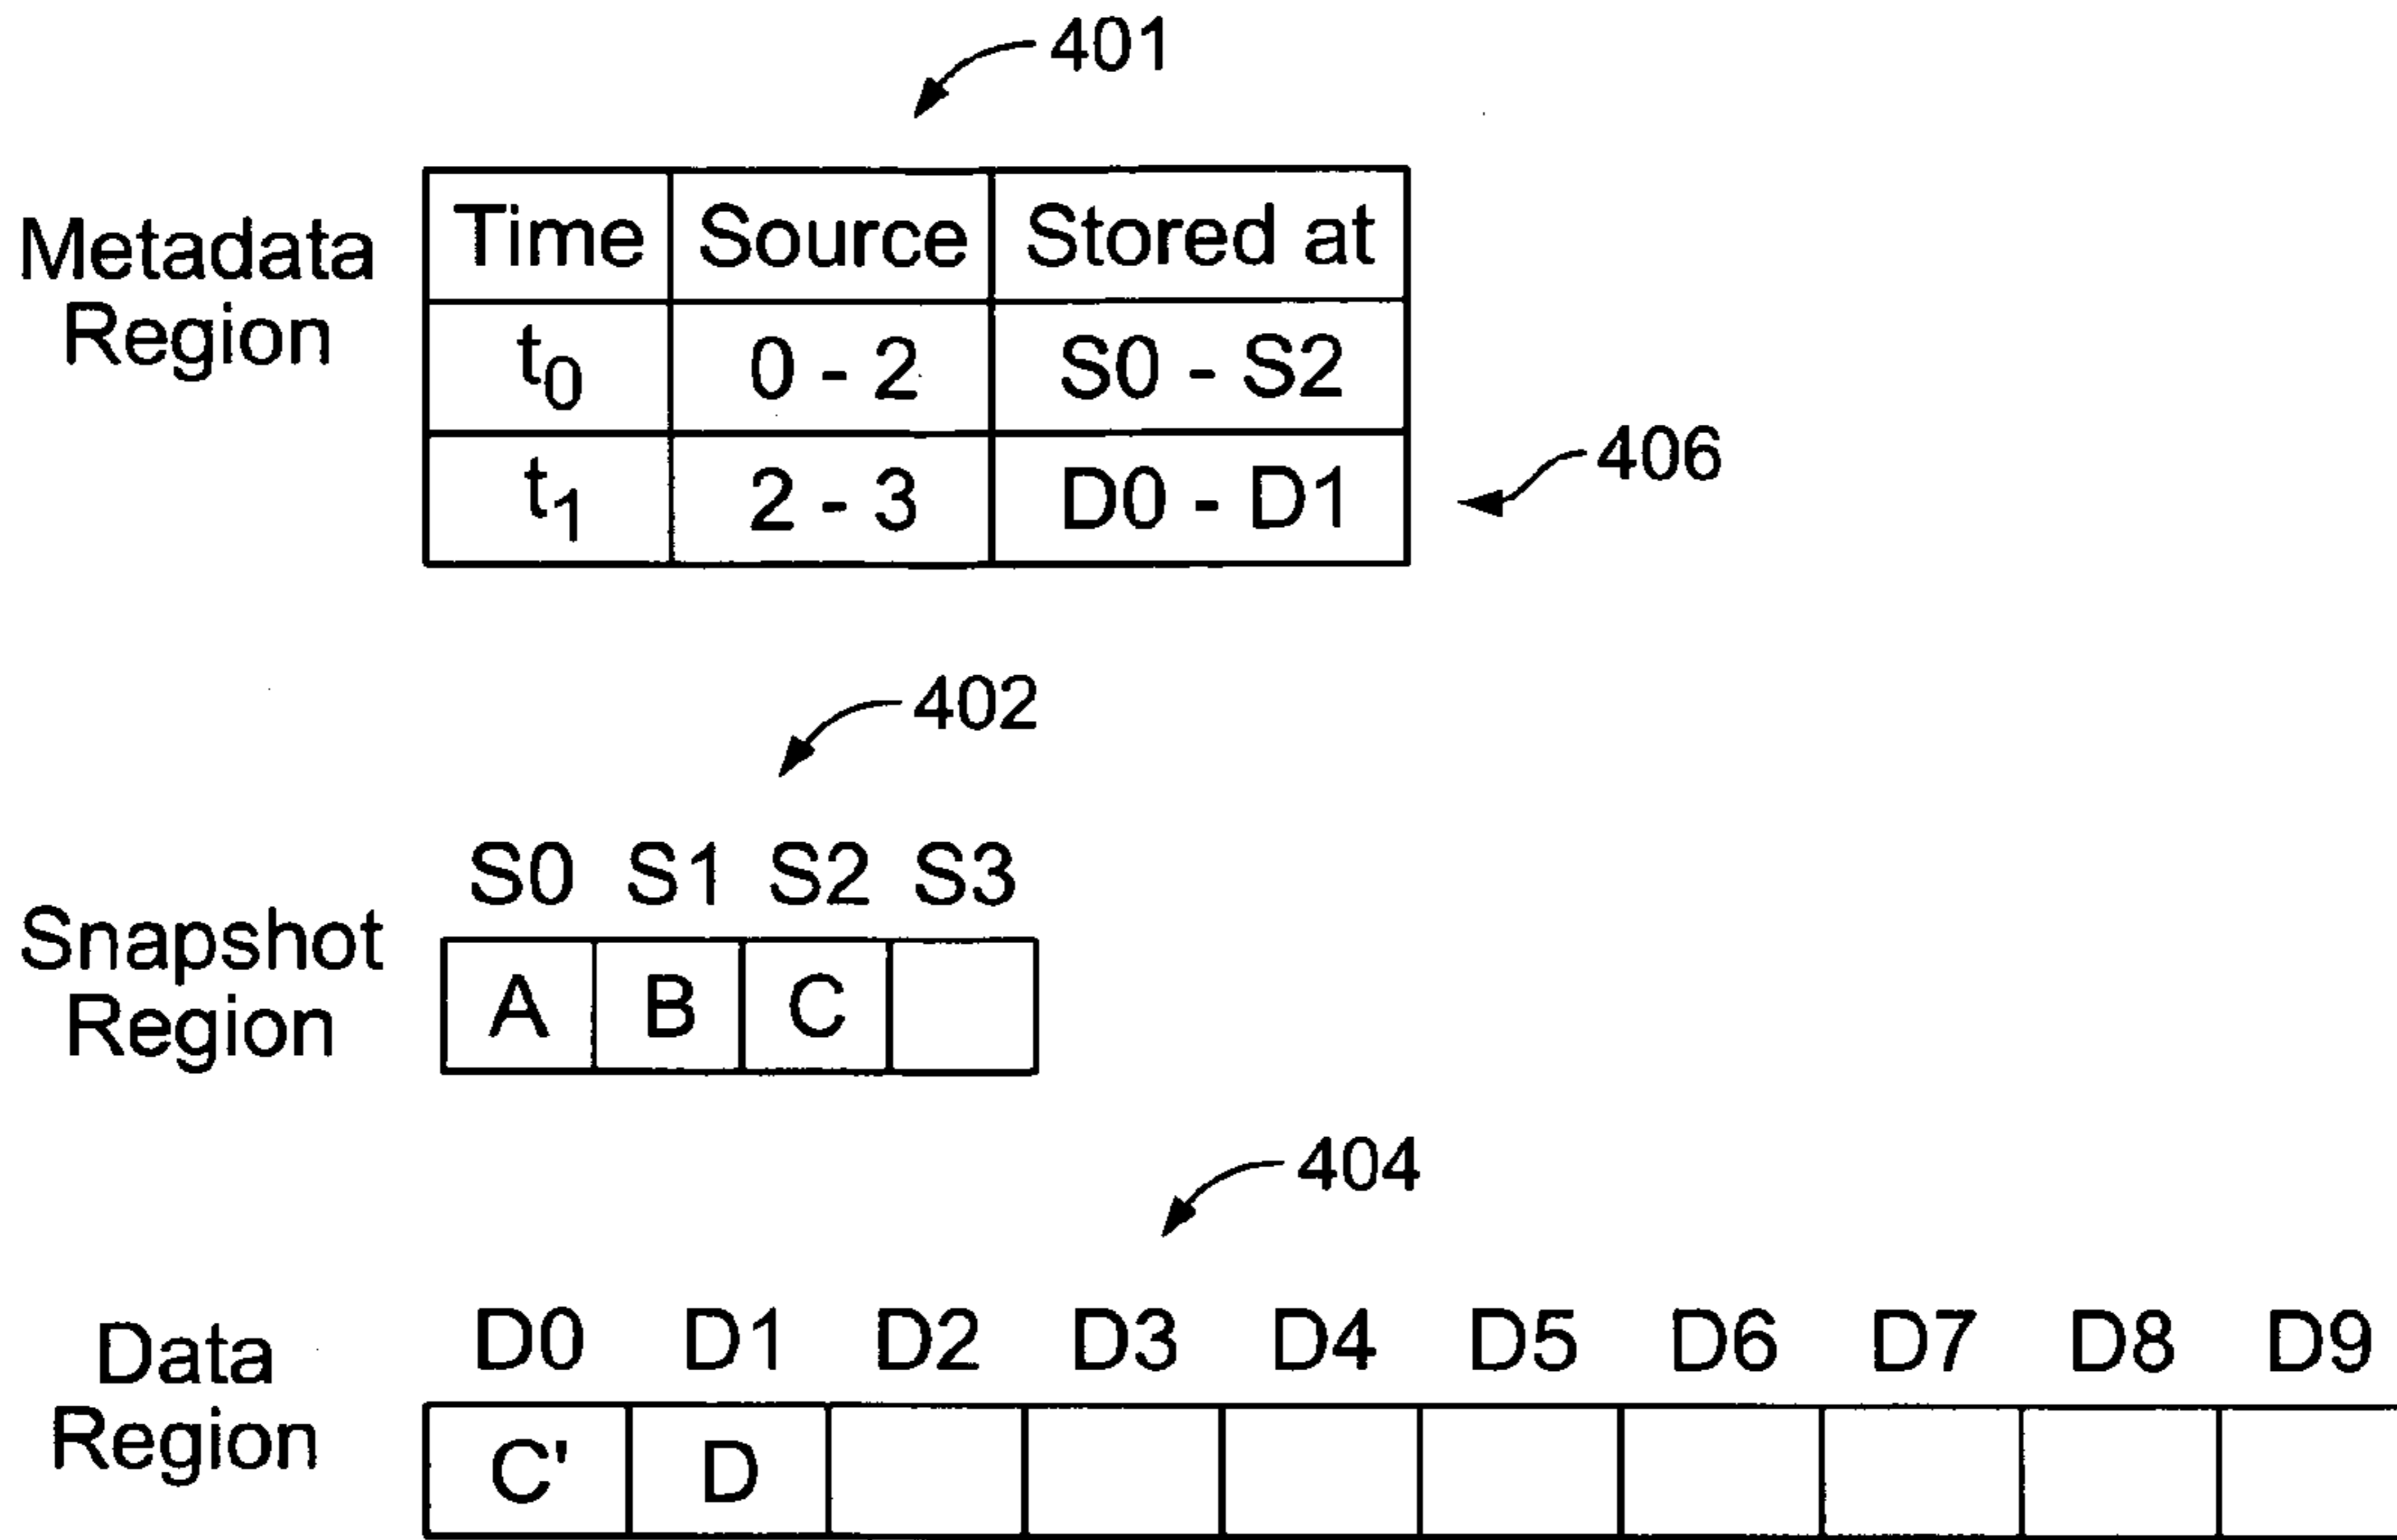 401
Metadata Region
Time Source Stored at
t0 0 - 2 S0 - S2
t1 2 - 3 D0 - D1
406
402
S0 S1 S2 S3
Snapshot Region
A B C
404
D0 D1 D2 D3 D4 D5 D6 D7 D8 D9
Data Region
C' D